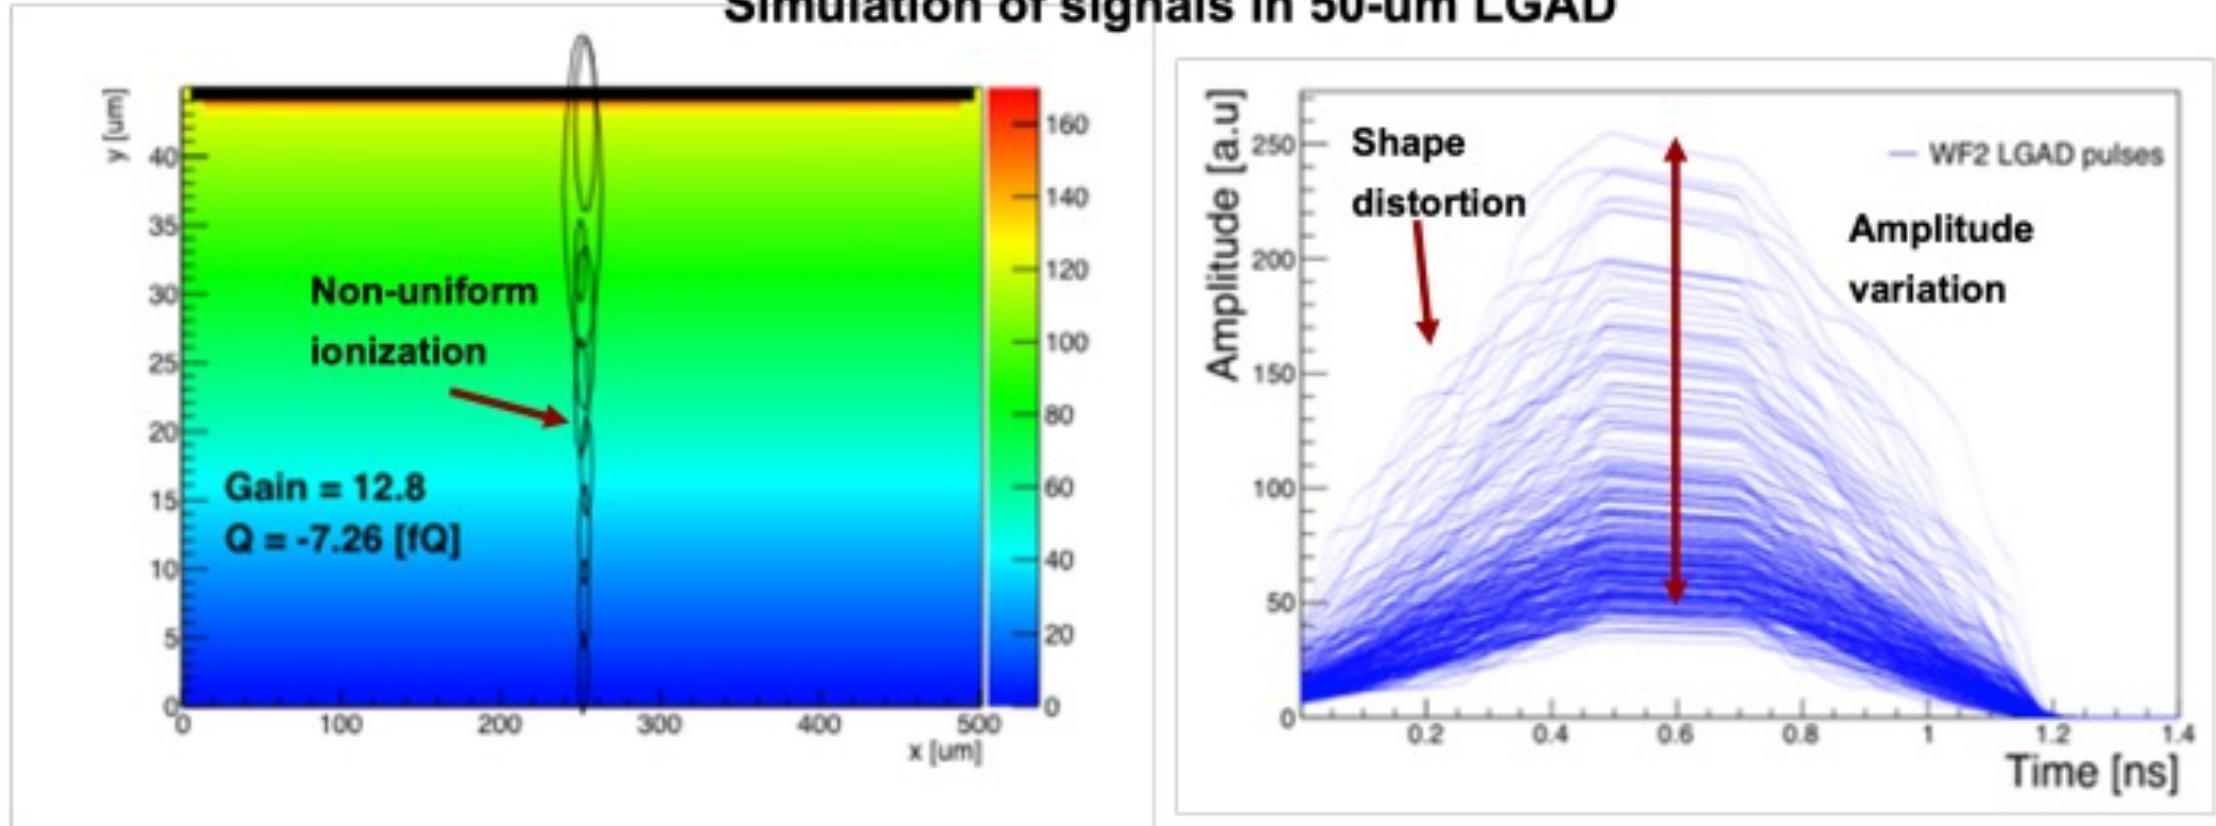 Simulation of signals in 50-um LGAD
y [um]
40
35
30
25
20
15
10
5
0
Non-uniform
ionization
Gain = 12.8
Q = -7.26 [fQ]
0
100
200
300
400
500
x [um]
160
140
120
100
80
60
40
20
0
Amplitude [a.u]
250
200
150
100
50
0
Shape
distortion
WF2 LGAD pulses
Amplitude
variation
0.2
0.4
0.6
0.8
1
1.2
1.4
Time [ns]